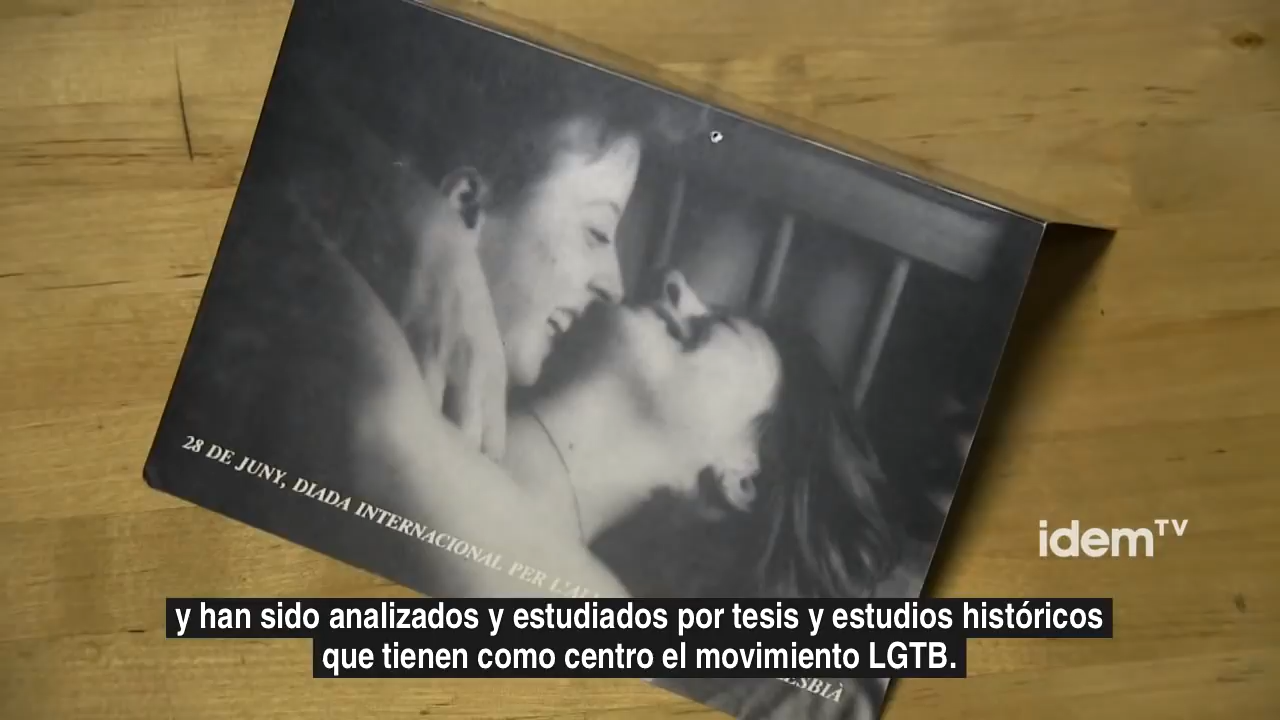 28 DE JUNY, DIADA INTERNACIONAL PER L'
idemTV
y han sido analizados y estudiados por tesis y estudios históricos
que tienen como centro el movimiento LGTB.